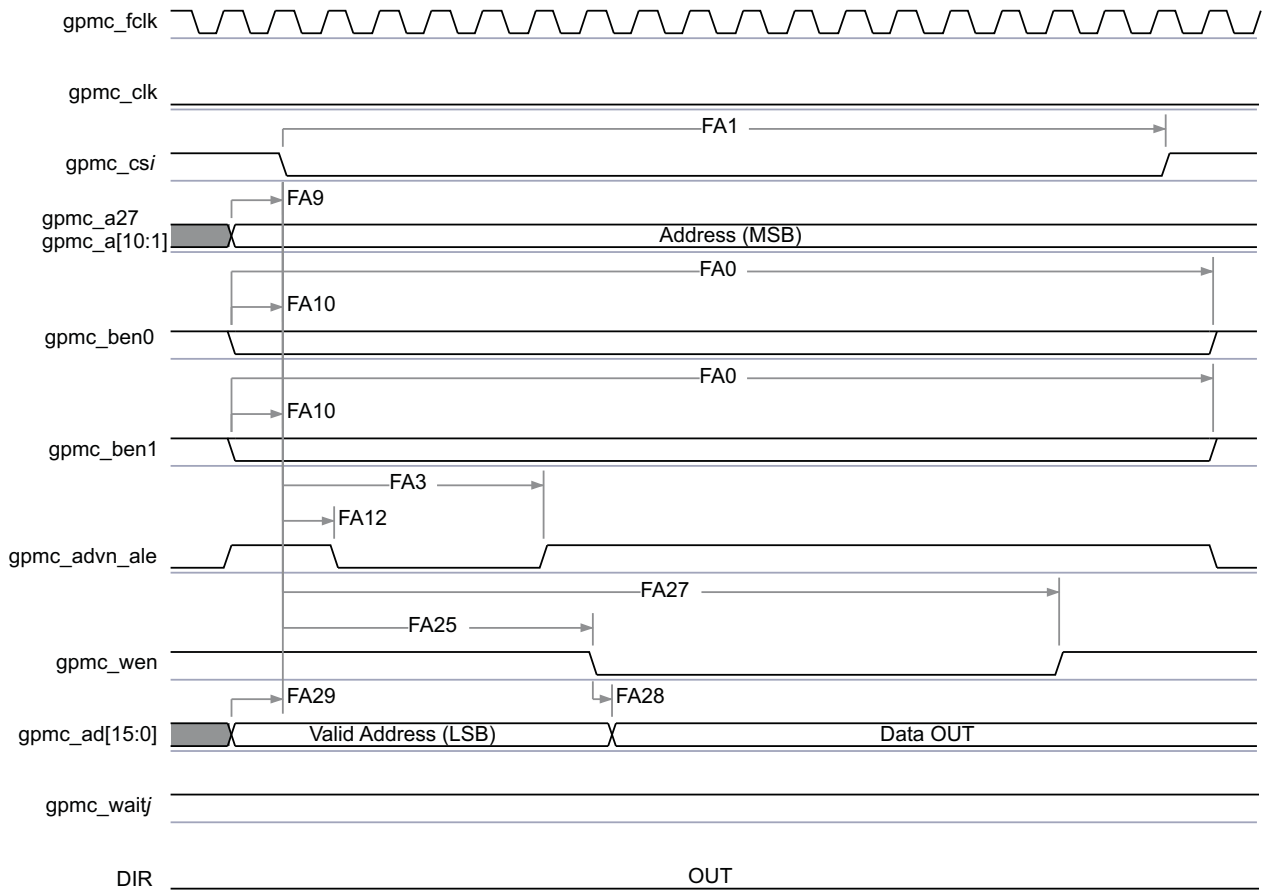 gpmc_fclk
gpmc_clk
FA1
gpmc_csi
FA9
gpmc_a27
gpmc_a[10:1]
Address (MSB)
FA0
FA10
gpmc_ben0
FA0
FA10
gpmc_ben1
FA3
FA12
gpmc_advn_ale
FA27
FA25
gpmc_wen
FA29
FA28
gpmc_ad[15:0]
Valid Address (LSB)
Data OUT
gpmc_waitj
DIR
OUT